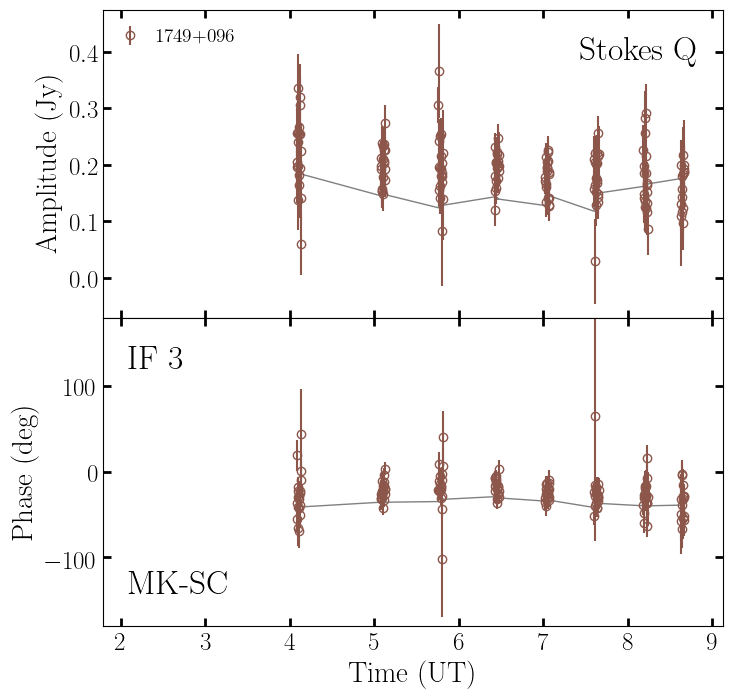 1749+096
Stokes Q
0.4
0.3
0.2
0.1
0.0
Amplitude (Jy)
IF 3
100
0
−100
Phase (deg)
MK-SC
2 3 4 5 6 7 8 9
Time (UT)